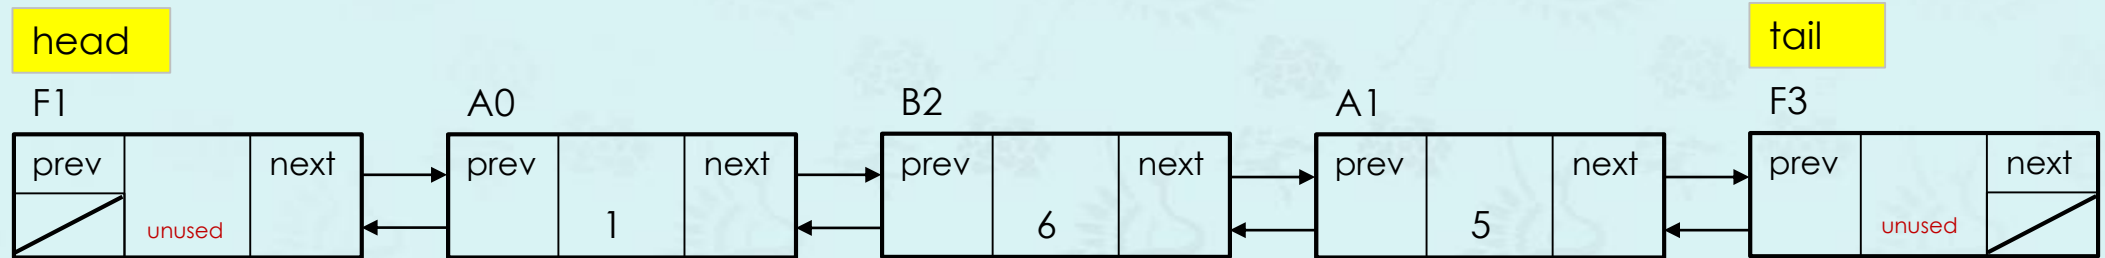 head tail
F1 A0 B2 A1 F3
prev next prev next prev next prev next prev next
unused 1 6 5 unused